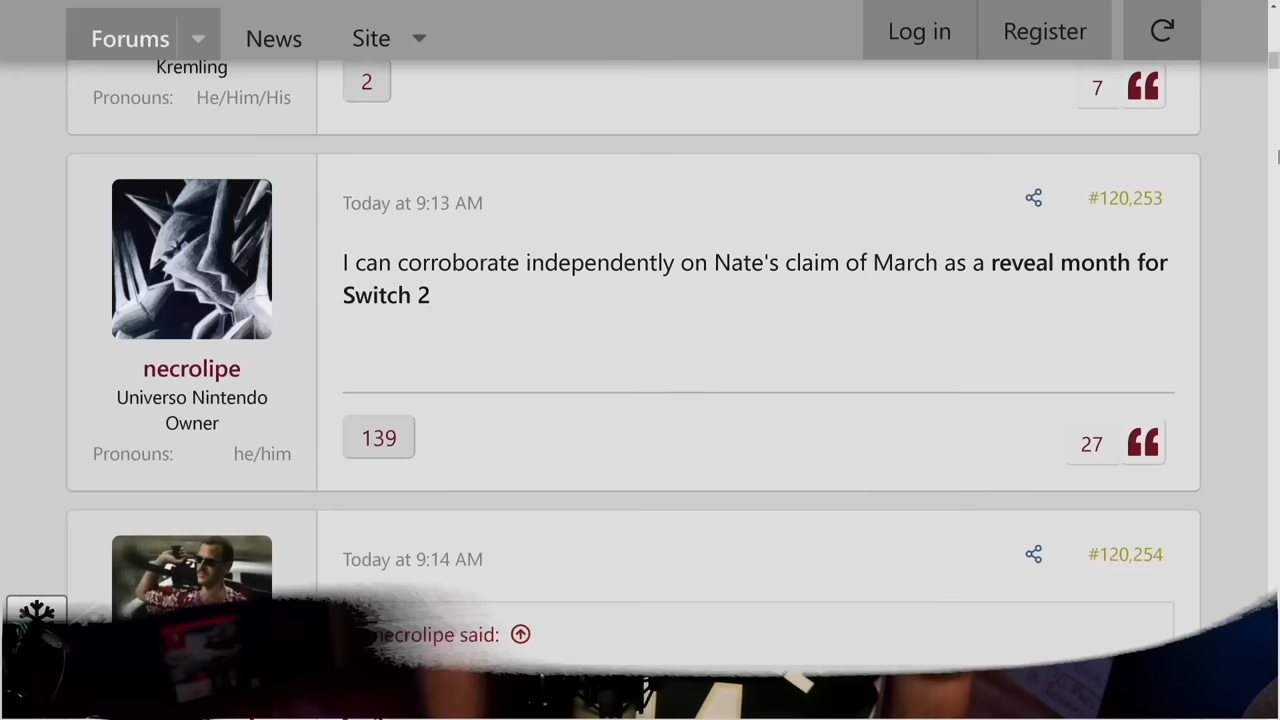 Forums
News
Site
Log in
Register
Kremling
Pronouns: He/Him/His
2
7
Today at 9:13 AM
#120,253
I can corroborate independently on Nate's claim of March as a reveal month for
Switch 2
necrolipe
Universo Nintendo
Owner
Pronouns: he/him
139
27
Today at 9:14 AM
#120,254
necrolipe said: